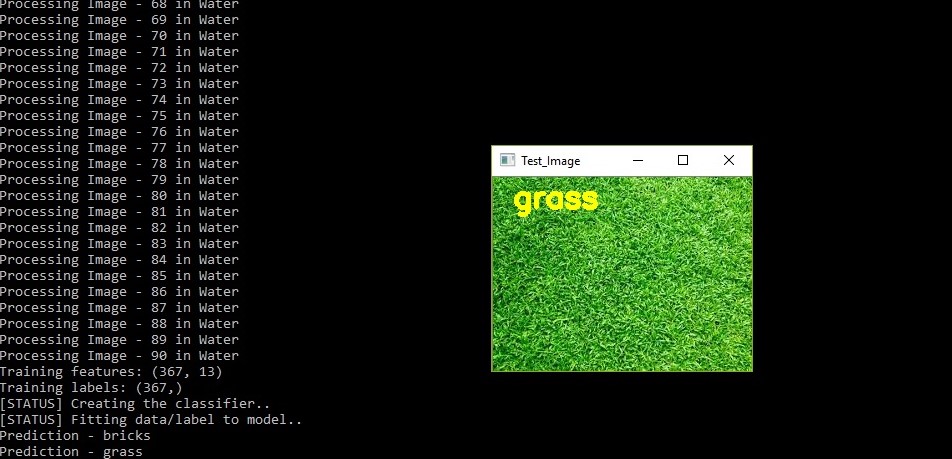 Processing Image - 68 in Water
Processing Image - 69 in Water
Processing Image - 70 in Water
Processing Image - 71 in Water
Processing Image - 72 in Water
Processing Image - 73 in Water
Processing Image - 74 in Water
Processing Image - 75 in Water
Processing Image - 76 in Water
Processing Image - 77 in Water
Processing Image - 78 in Water
Processing Image - 79 in Water
Processing Image - 80 in Water
Processing Image - 81 in Water
Processing Image - 82 in Water
Processing Image - 83 in Water
Processing Image - 84 in Water
Processing Image - 85 in Water
Processing Image - 86 in Water
Processing Image - 87 in Water
Processing Image - 88 in Water
Processing Image - 89 in Water
Processing Image - 90 in Water
Training features: (367, 13)
Training labels: (367,)
[STATUS] Creating the classifier..
[STATUS] Fitting data/label to model..
Prediction - bricks
Prediction - grass
Test_Image
grass